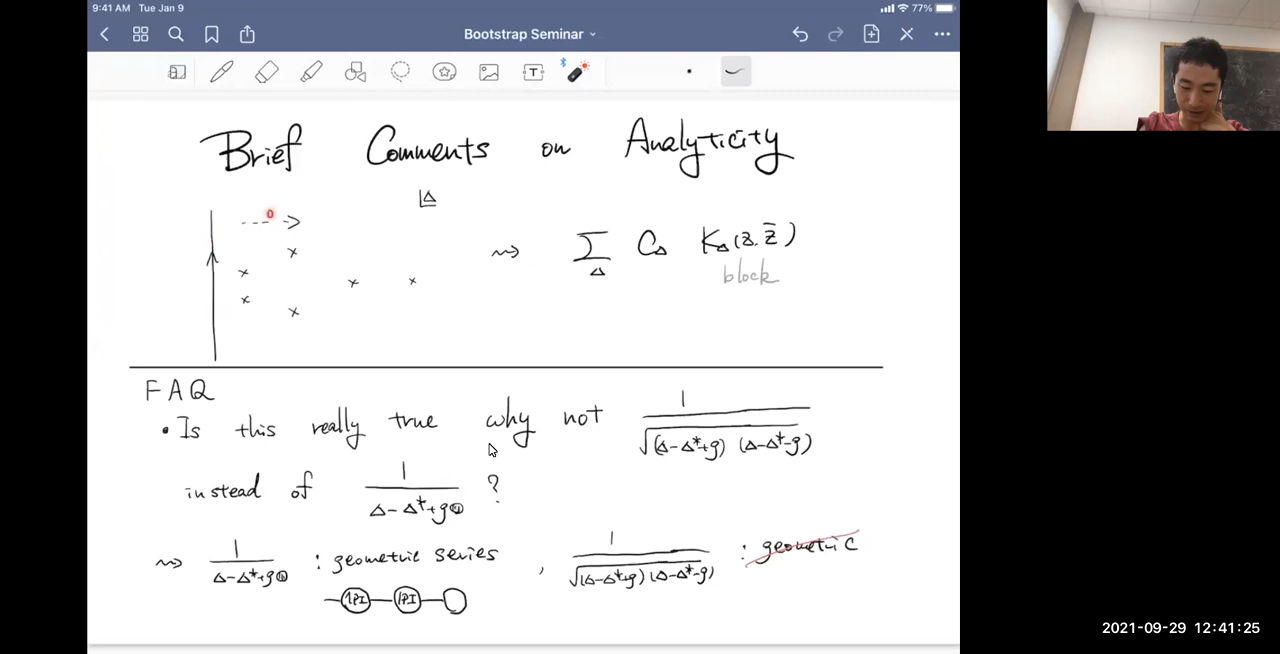 9:41 AM Tue Jan 9
77%
Bootstrap Seminar
Brief Comments on Analyticity
Δ
Σ_Δ C_Δ K_Δ(z, z̄)
block
FAQ
• Is this really true why not 1/√((Δ-Δ*+g)(Δ-Δ*-g))
instead of 1/(Δ-Δ*+g) ?
⇝ 1/(Δ-Δ*+g) : geometric series , 1/√((Δ-Δ*+g)(Δ-Δ*-g)) : geometric
1PI 1PI
2021-09-29 12:41:25